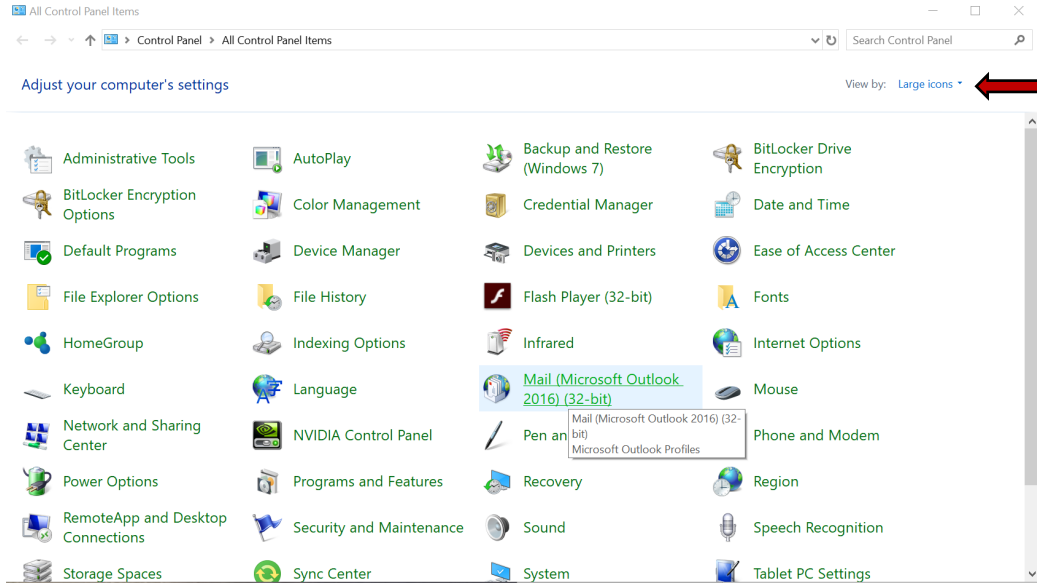 All Control Panel Items
Control Panel > All Control Panel Items
Search Control Panel
Adjust your computer's settings
View by: Large icons
Administrative Tools
AutoPlay
Backup and Restore
(Windows 7)
BitLocker Drive
Encryption
BitLocker Encryption
Options
Color Management
Credential Manager
Date and Time
Default Programs
Device Manager
Devices and Printers
Ease of Access Center
File Explorer Options
File History
Flash Player (32-bit)
Fonts
HomeGroup
Indexing Options
Infrared
Internet Options
Keyboard
Language
Mail (Microsoft Outlook
2016) (32-bit)
Mouse
Mail (Microsoft Outlook 2016) (32-
bit)
Microsoft Outlook Profiles
Network and Sharing
Center
NVIDIA Control Panel
Pen an
Phone and Modem
Power Options
Programs and Features
Recovery
Region
RemoteApp and Desktop
Connections
Security and Maintenance
Sound
Speech Recognition
Storage Spaces
Sync Center
System
Tablet PC Settings